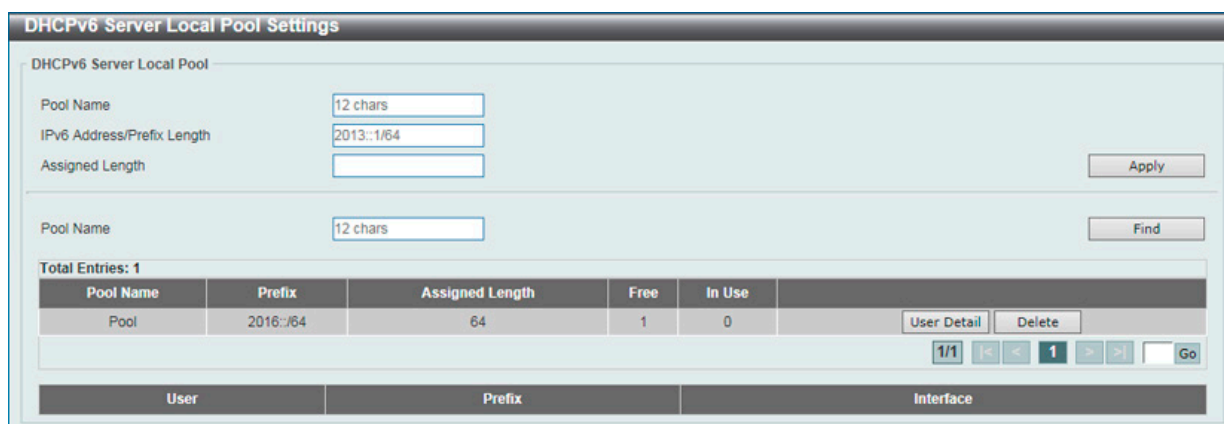 DHCPv6 Server Local Pool Settings
DHCPv6 Server Local Pool
Pool Name 12 chars
IPv6 Address/Prefix Length 2013::1/64
Assigned Length Apply
Pool Name 12 chars Find
Total Entries: 1
Pool Name Prefix Assigned Length Free In Use
Pool 2016::/64 64 1 0 User Detail Delete
1/1 |< < 1 > >| Go
User Prefix Interface